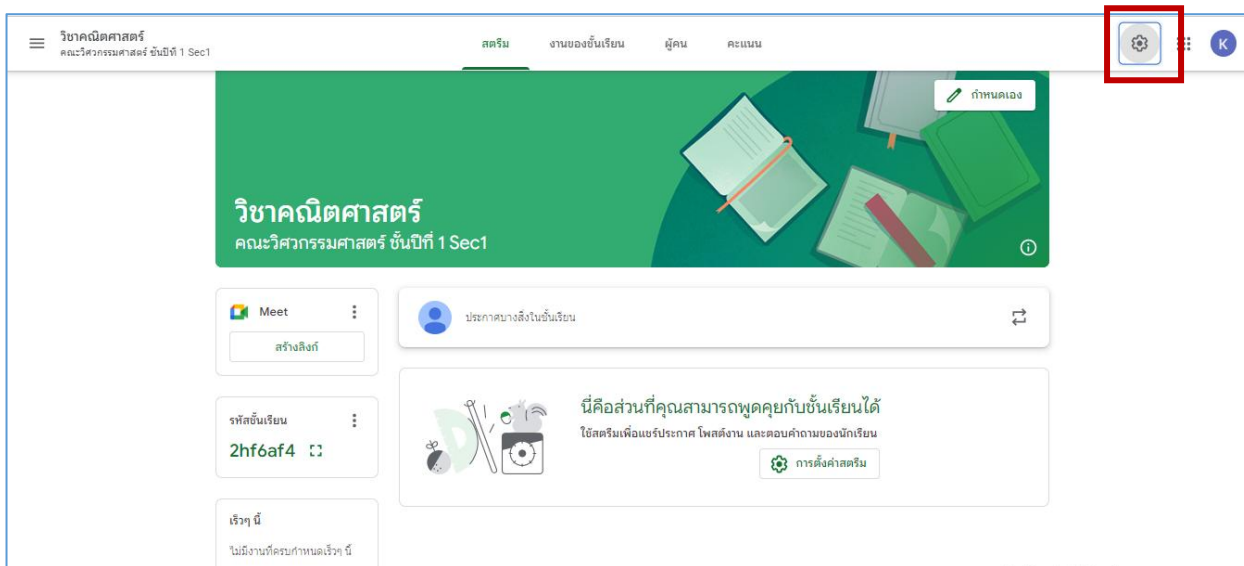 วิชาคณิตศาสตร์
คณะวิศวกรรมศาสตร์ ชั้นปีที่ 1 Sec1
สตรีม งานของชั้นเรียน ผู้คน คะแนน
K
กำหนดเอง
วิชาคณิตศาสตร์
คณะวิศวกรรมศาสตร์ ชั้นปีที่ 1 Sec1
Meet
สร้างลิงก์
ประกาศบางสิ่งในชั้นเรียน
รหัสชั้นเรียน
2hf6af4
นี่คือส่วนที่คุณสามารถพูดคุยกับชั้นเรียนได้
ใช้สตรีมเพื่อแชร์ประกาศ โพสต์งาน และตอบคำถามของนักเรียน
การตั้งค่าสตรีม
เร็วๆ นี้
ไม่มีงานที่ครบกำหนดเร็วๆ นี้